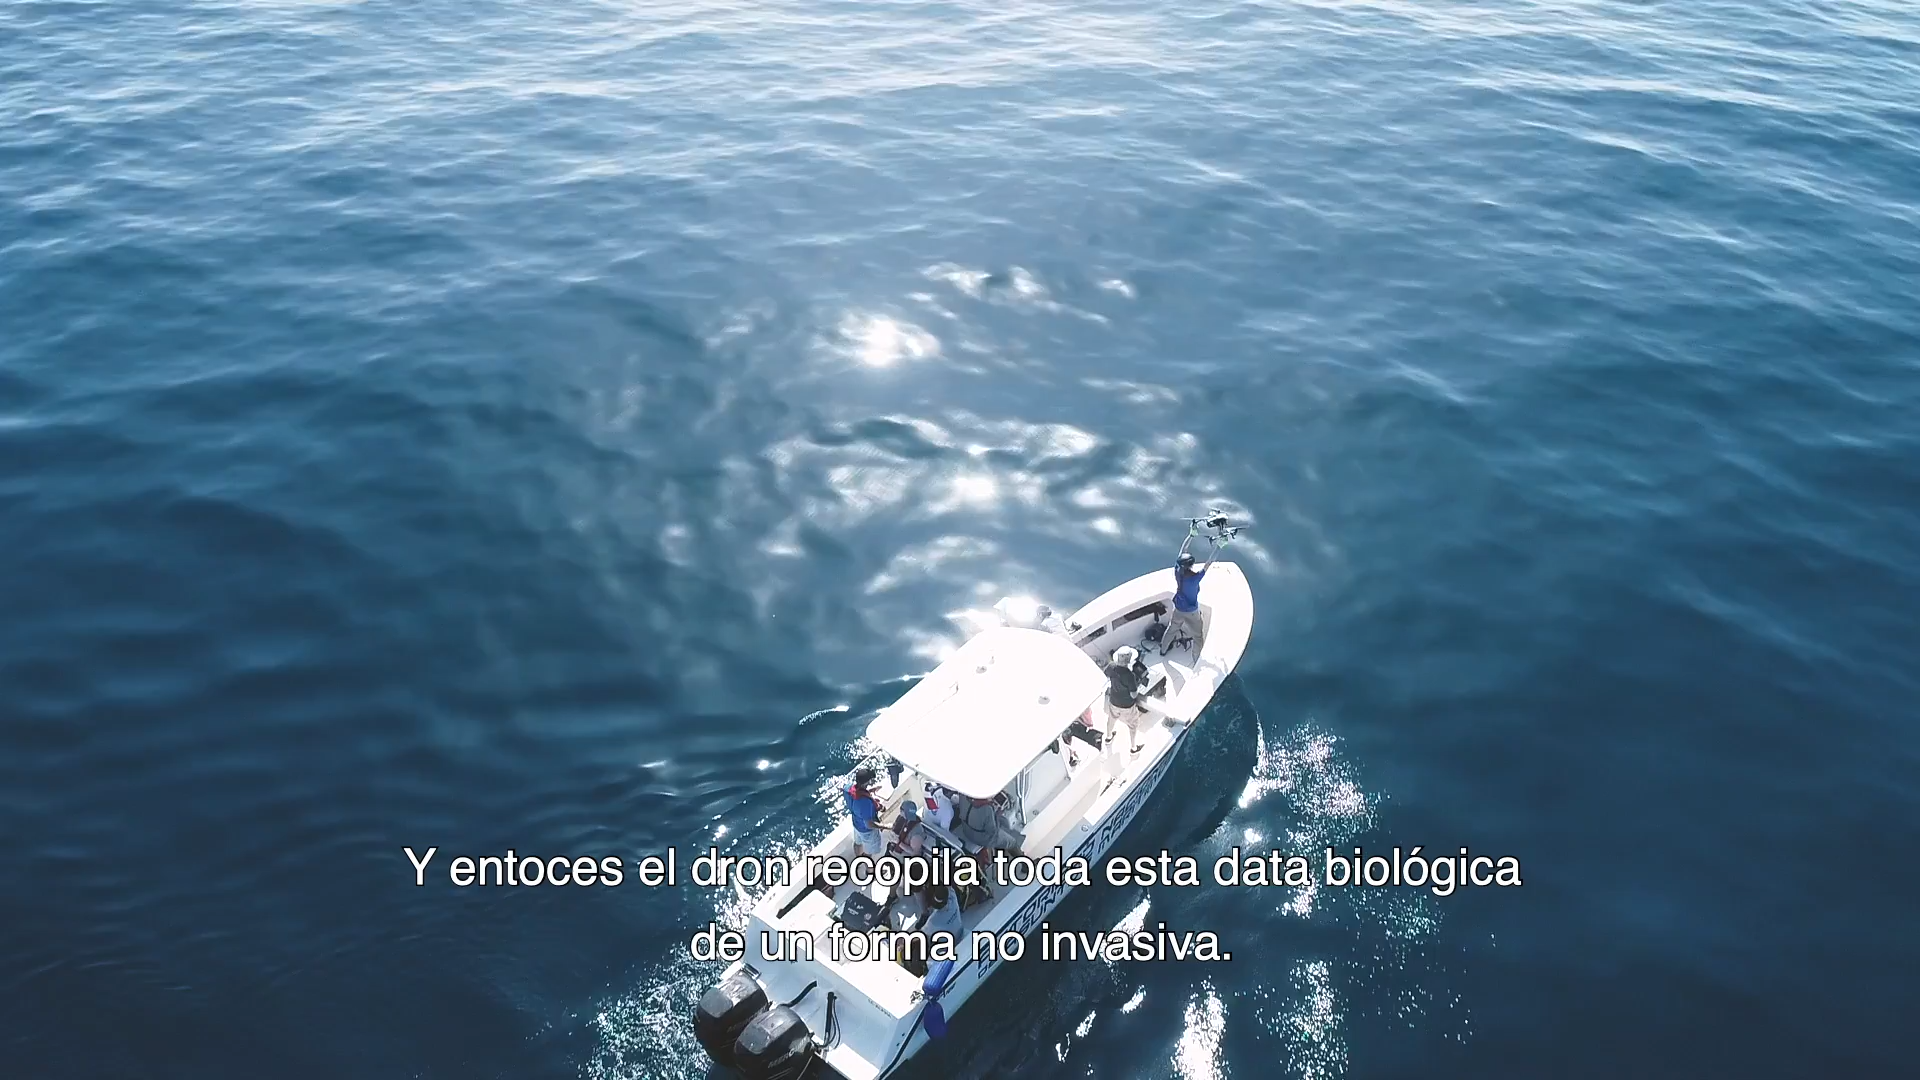 Y entoces el dron recopila toda esta data biológica
de un forma no invasiva.